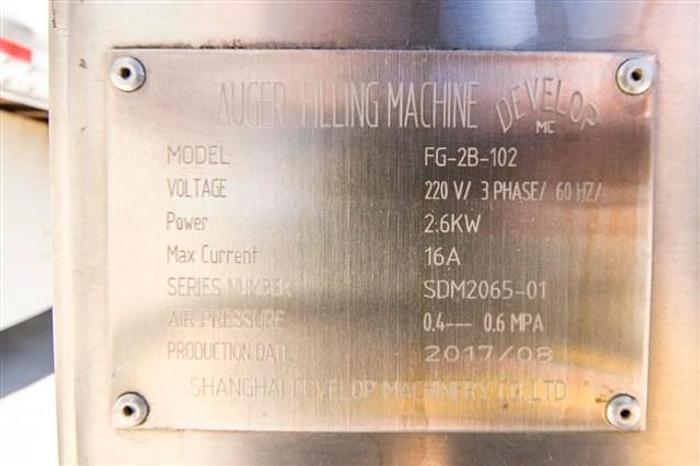 AUGER FILLING MACHINE DEVELOP MC
MODEL FG-2B-102
VOLTAGE 220 V/ 3 PHASE/ 60 HZ/
Power 2.6KW
Max Current 16A
SERIES NUMBER SDM2065-01
AIR PRESSURE 0.4--- 0.6 MPA
PRODUCTION DATE 2017/08
SHANGHAI DEVELOP MACHINERY CO.,LTD